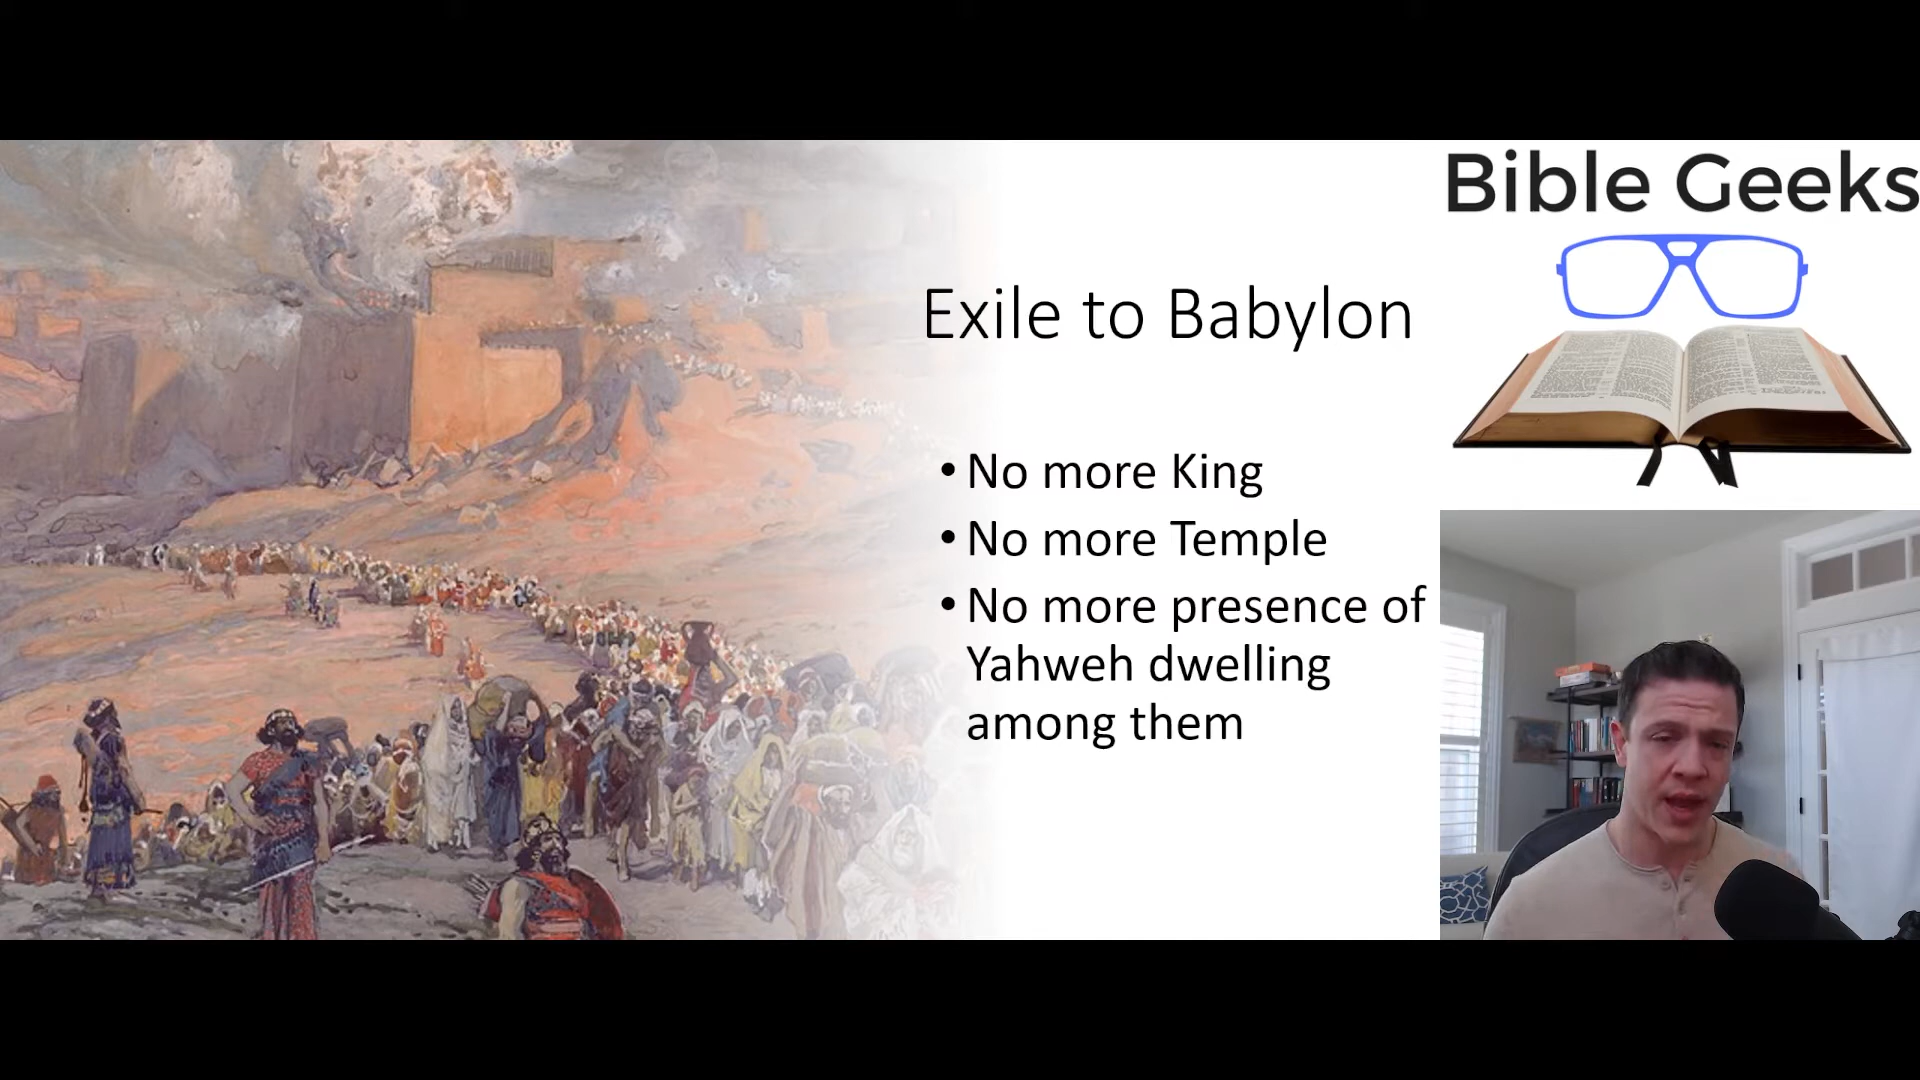 Bible Geeks
Exile to Babylon
• No more King
• No more Temple
• No more presence of
Yahweh dwelling
among them